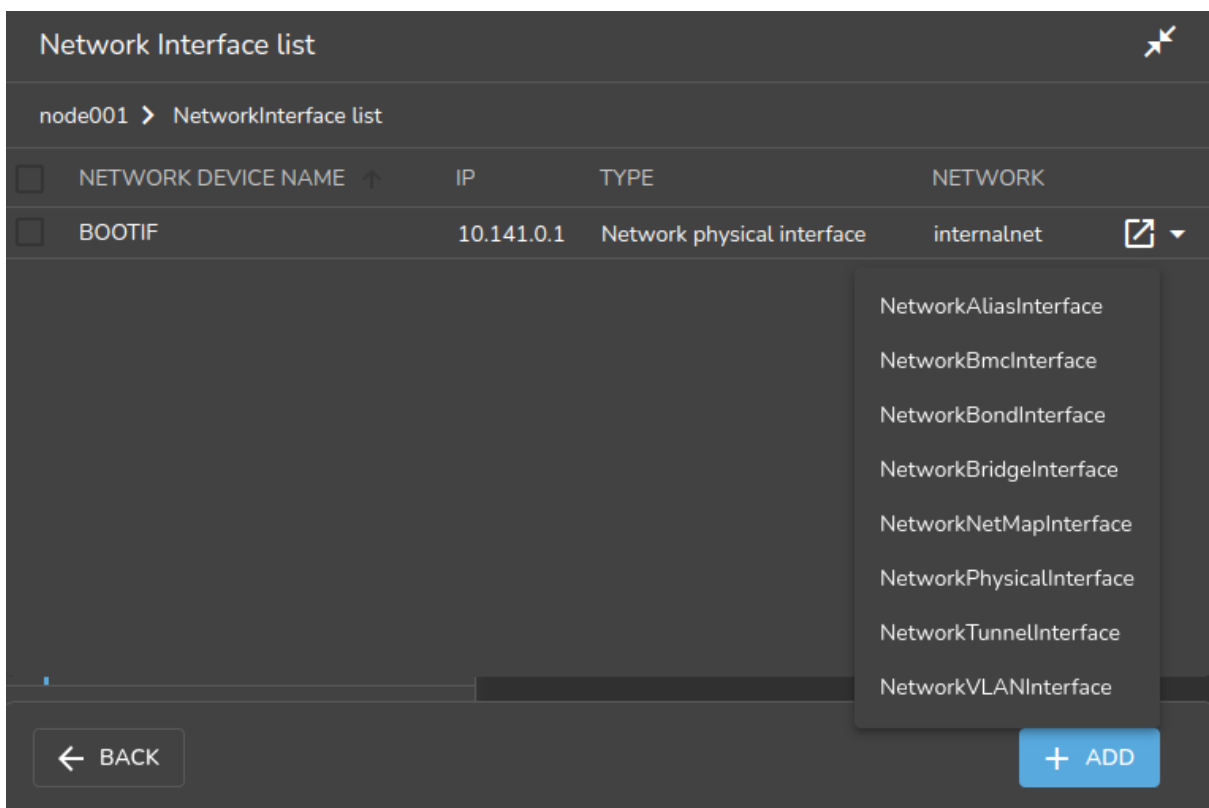 Network Interface list
node001 > NetworkInterface list
NETWORK DEVICE NAME ↑ IP TYPE NETWORK
BOOTIF 10.141.0.1 Network physical interface internalnet
NetworkAliasInterface
NetworkBmcInterface
NetworkBondInterface
NetworkBridgeInterface
NetworkNetMapInterface
NetworkPhysicalInterface
NetworkTunnelInterface
NetworkVLANInterface
← BACK + ADD